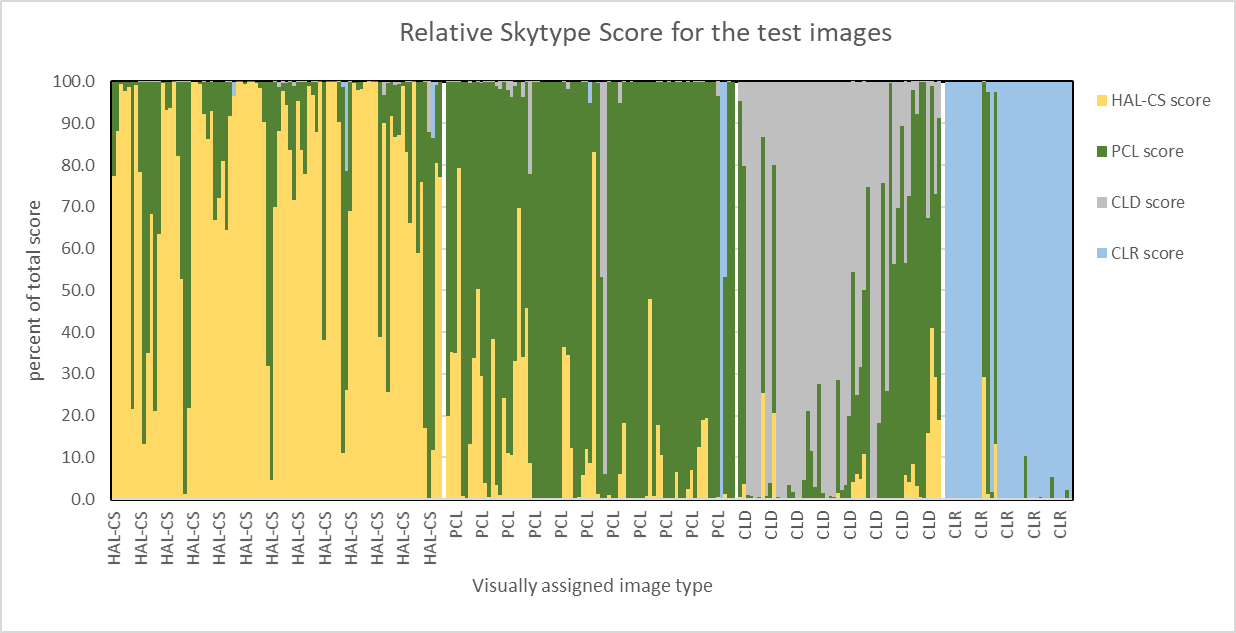 Relative Skytype Score for the test images
100.0
90.0
80.0
70.0
60.0
50.0
40.0
30.0
20.0
10.0
0.0
percent of total score
HAL-CS score
PCL score
CLD score
CLR score
HAL-CS HAL-CS HAL-CS HAL-CS HAL-CS HAL-CS HAL-CS HAL-CS HAL-CS HAL-CS HAL-CS HAL-CS HAL-CS PCL PCL PCL PCL PCL PCL PCL PCL PCL PCL PCL CLD CLD CLD CLD CLD CLD CLD CLD CLR CLR CLR CLR CLR
Visually assigned image type